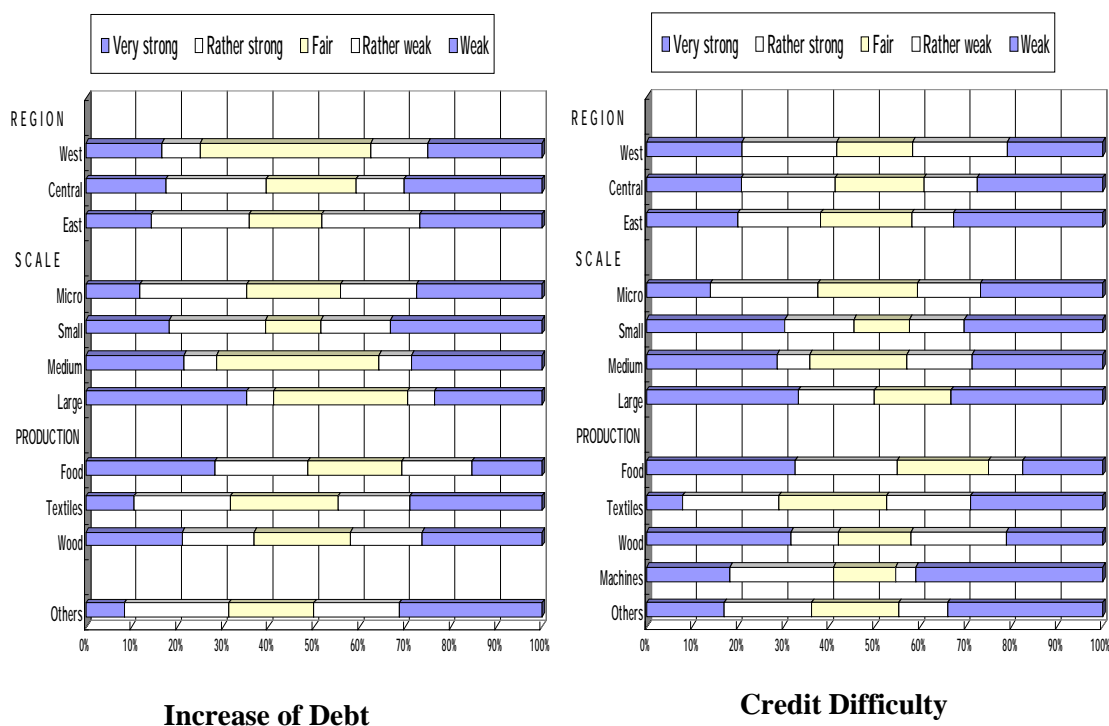 Very strong Rather strong Fair Rather weak Weak
REGION
West
Central
East
SCALE
Micro
Small
Medium
Large
PRODUCTION
Food
Textiles
Wood
Others
0% 10% 20% 30% 40% 50% 60% 70% 80% 90% 100%
Increase of Debt
Very strong Rather strong Fair Rather weak Weak
REGION
West
Central
East
SCALE
Micro
Small
Medium
Large
PRODUCTION
Food
Textiles
Wood
Machines
Others
0% 10% 20% 30% 40% 50% 60% 70% 80% 90% 100%
Credit Difficulty